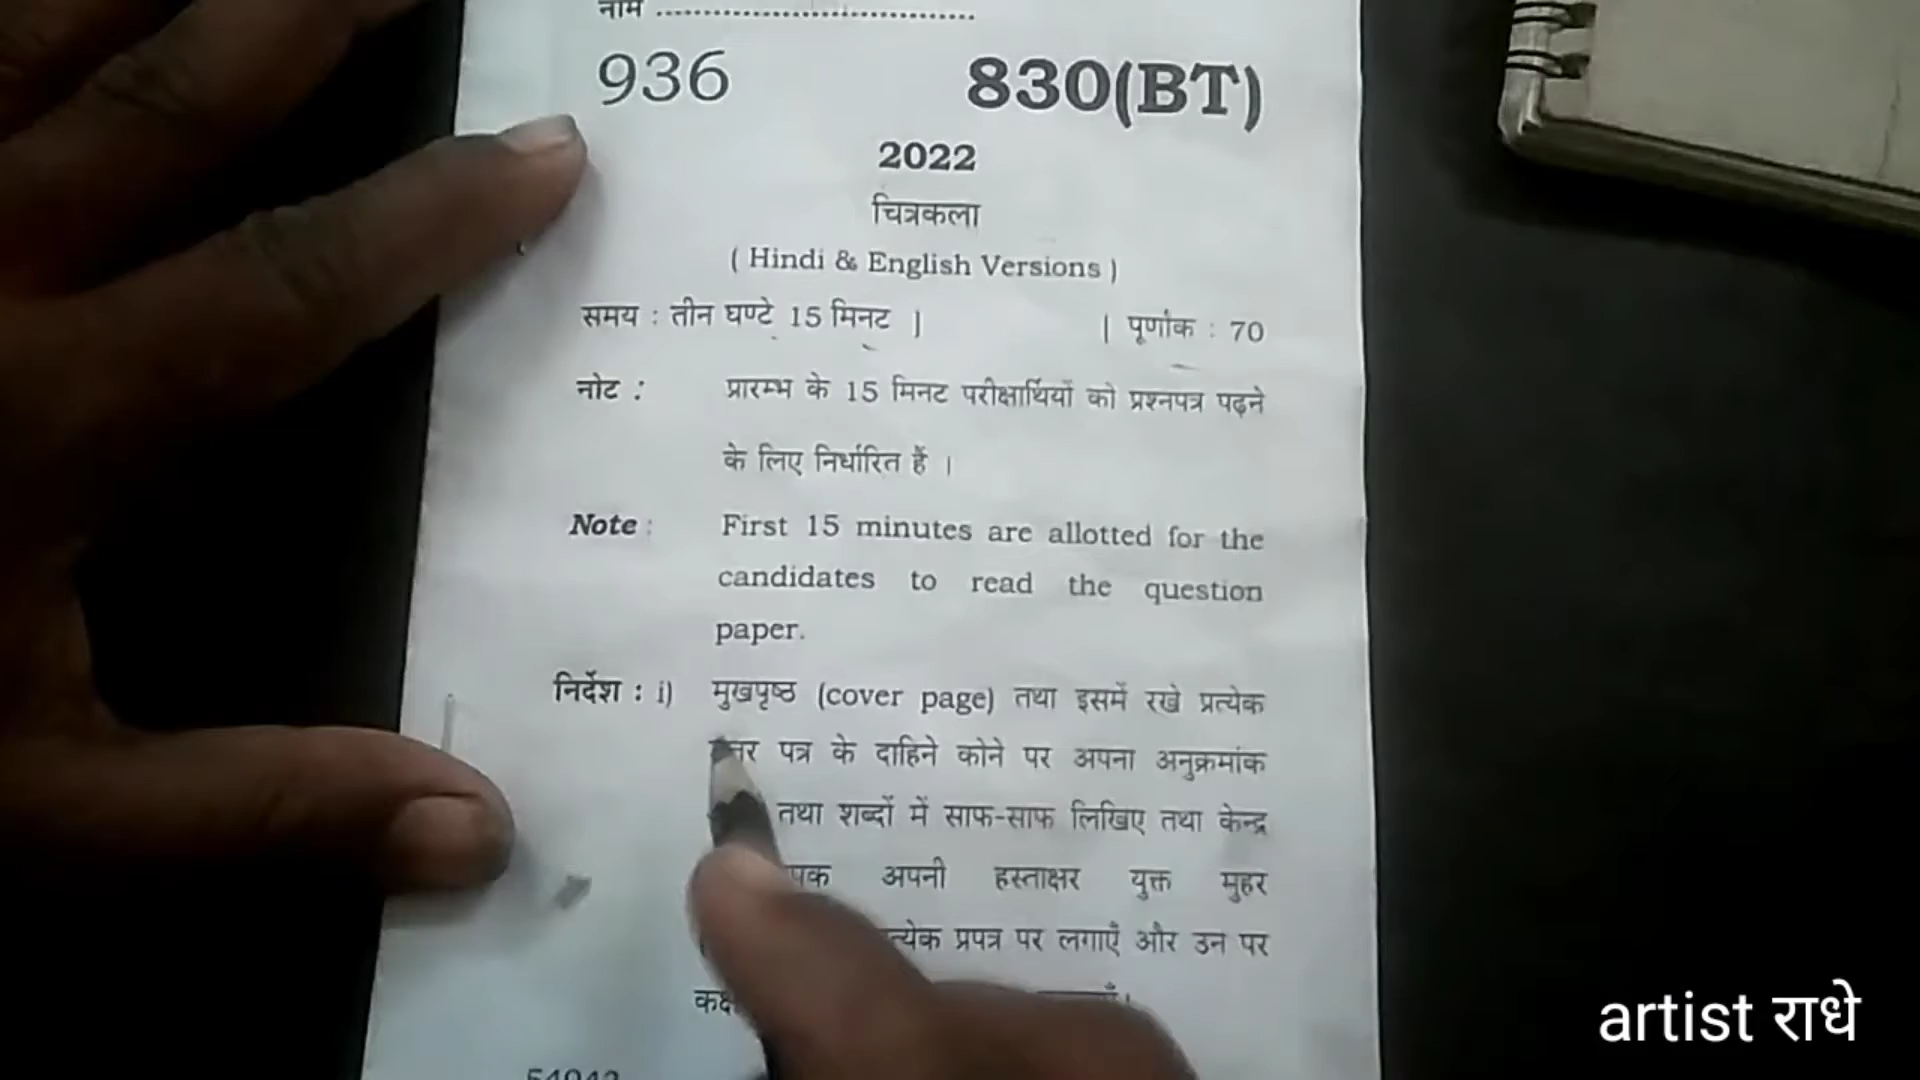 नाम ................................
936 830(BT)
2022
चित्रकला
( Hindi & English Versions )
समय : तीन घण्टे 15 मिनट ] [ पूर्णांक : 70
नोट : प्रारम्भ के 15 मिनट परीक्षार्थियों को प्रश्नपत्र पढ़ने
के लिए निर्धारित हैं ।
Note : First 15 minutes are allotted for the
candidates to read the question
paper.
निर्देश : i) मुखपृष्ठ (cover page) तथा इसमें रखे प्रत्येक
पत्र के दाहिने कोने पर अपना अनुक्रमांक
तथा शब्दों में साफ-साफ लिखिए तथा केन्द्र
अपनी हस्ताक्षर युक्त मुहर
प्रपत्र पर लगाएँ और उन पर
artist राधे